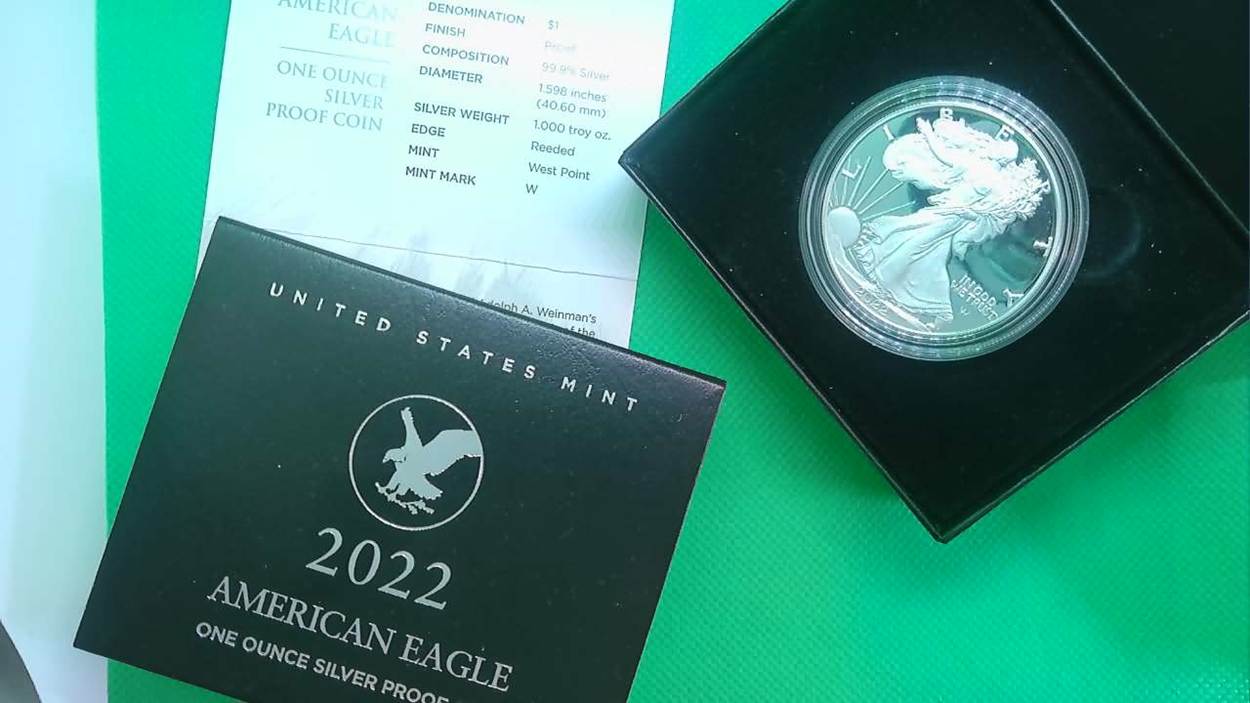 AMERICAN
EAGLE
ONE OUNCE
SILVER
PROOF COIN
DENOMINATION $1
FINISH Proof
COMPOSITION 99.9% Silver
DIAMETER 1.598 inches
(40.60 mm)
SILVER WEIGHT 1.000 troy oz.
EDGE Reeded
MINT West Point
MINT MARK W
A. Weinman's
of the
UNITED STATES MINT
2022
AMERICAN EAGLE
ONE OUNCE SILVER PROOF
LIBERTY
IN GOD
WE TRUST
W
2022